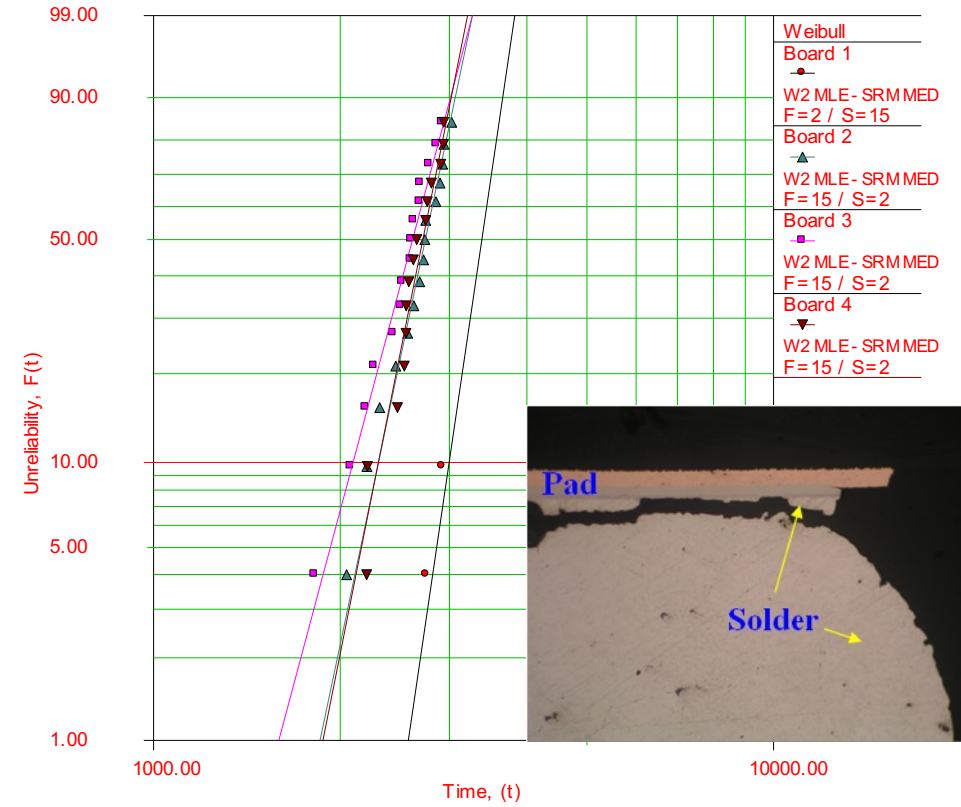 99.00
90.00
50.00
10.00
5.00
1.00
Unreliability, F(t)
1000.00
10000.00
Time, (t)
Weibull
Board 1
W2 MLE - SRM MED
F=2 / S=15
Board 2
W2 MLE - SRM MED
F=15 / S=2
Board 3
W2 MLE - SRM MED
F=15 / S=2
Board 4
W2 MLE - SRM MED
F=15 / S=2
Pad
Solder